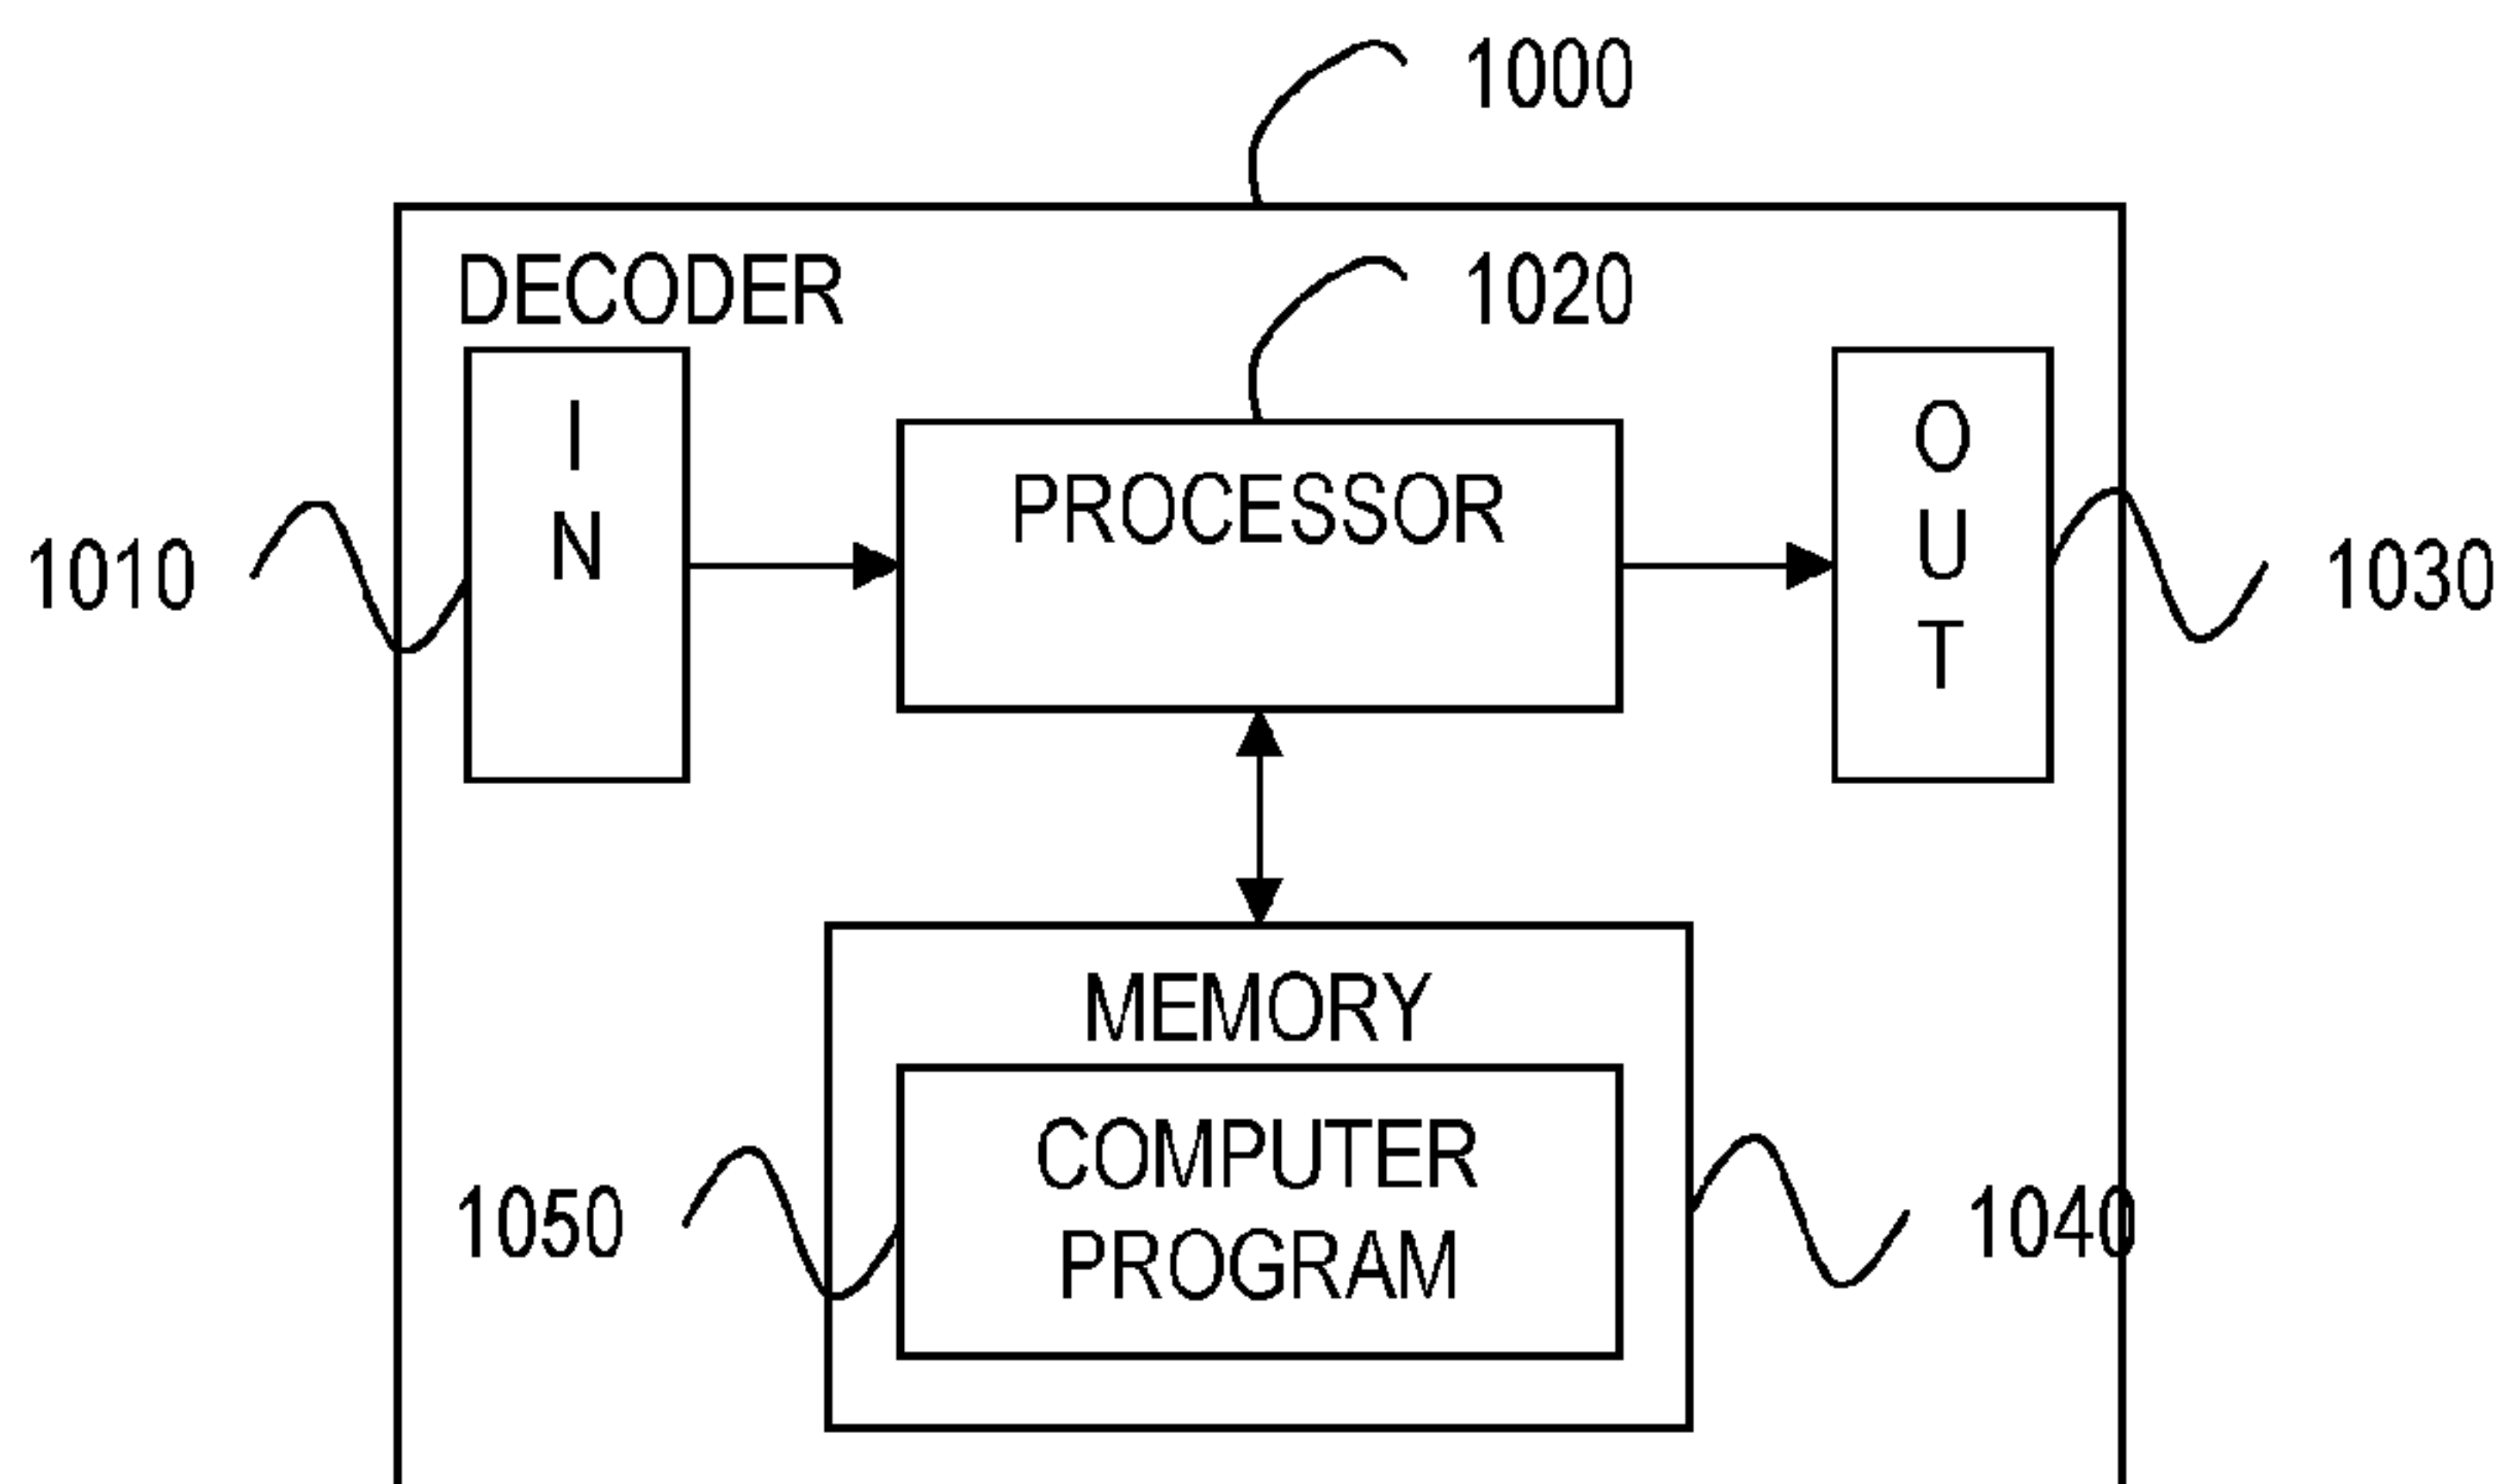 1000
DECODER
1020
I
N
PROCESSOR
O
U
T
1010
1030
MEMORY
COMPUTER
PROGRAM
1050
1040